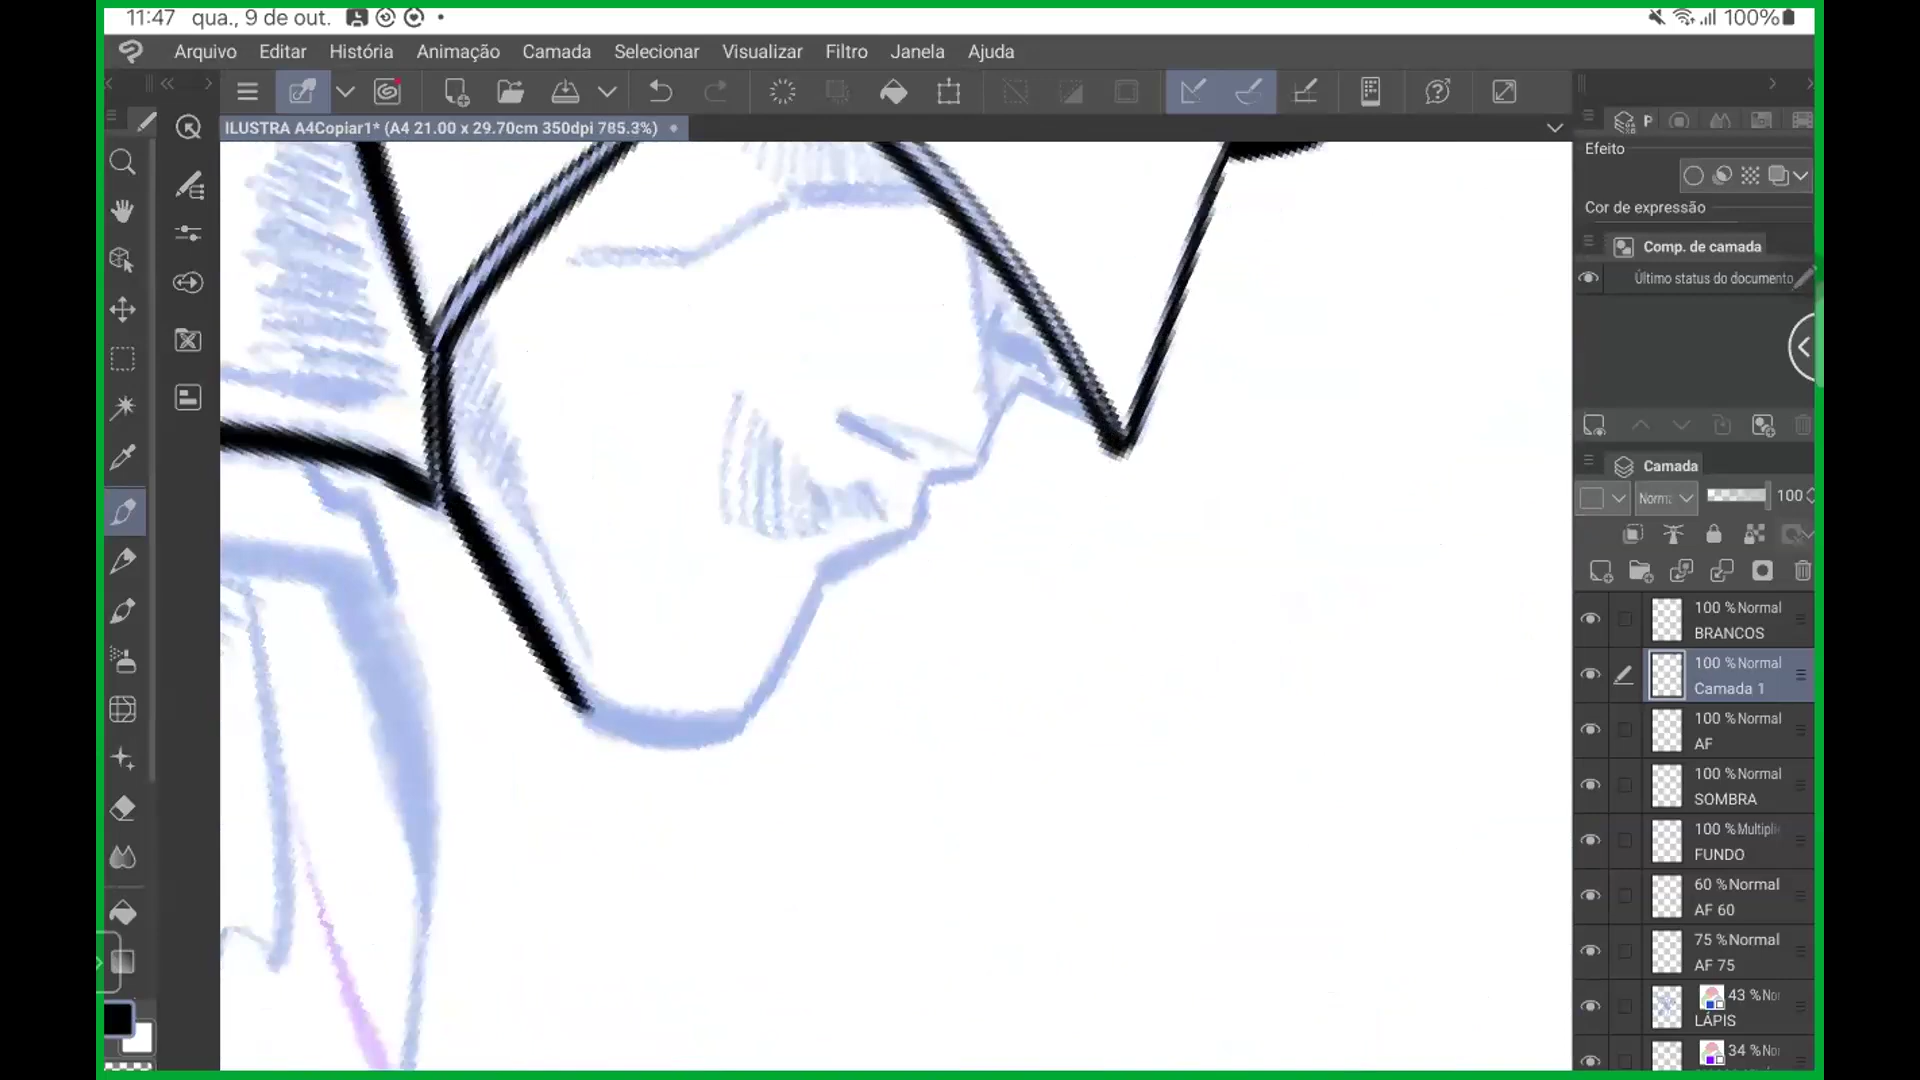 11:47 qua., 9 de out.
100%
Arquivo Editar História Animação Camada Selecionar Visualizar Filtro Janela Ajuda
ILUSTRA A4Copiar1* (A4 21.00 x 29.70cm 350dpi 785.3%)
P
Efeito
Cor de expressão
Comp. de camada
Último status do documento
Camada
Norm 100
100 % Normal
BRANCOS
100 % Normal
Camada 1
100 % Normal
AF
100 % Normal
SOMBRA
100 % Multipli
FUNDO
60 % Normal
AF 60
75 % Normal
AF 75
43 % No
LÁPIS
34 % No